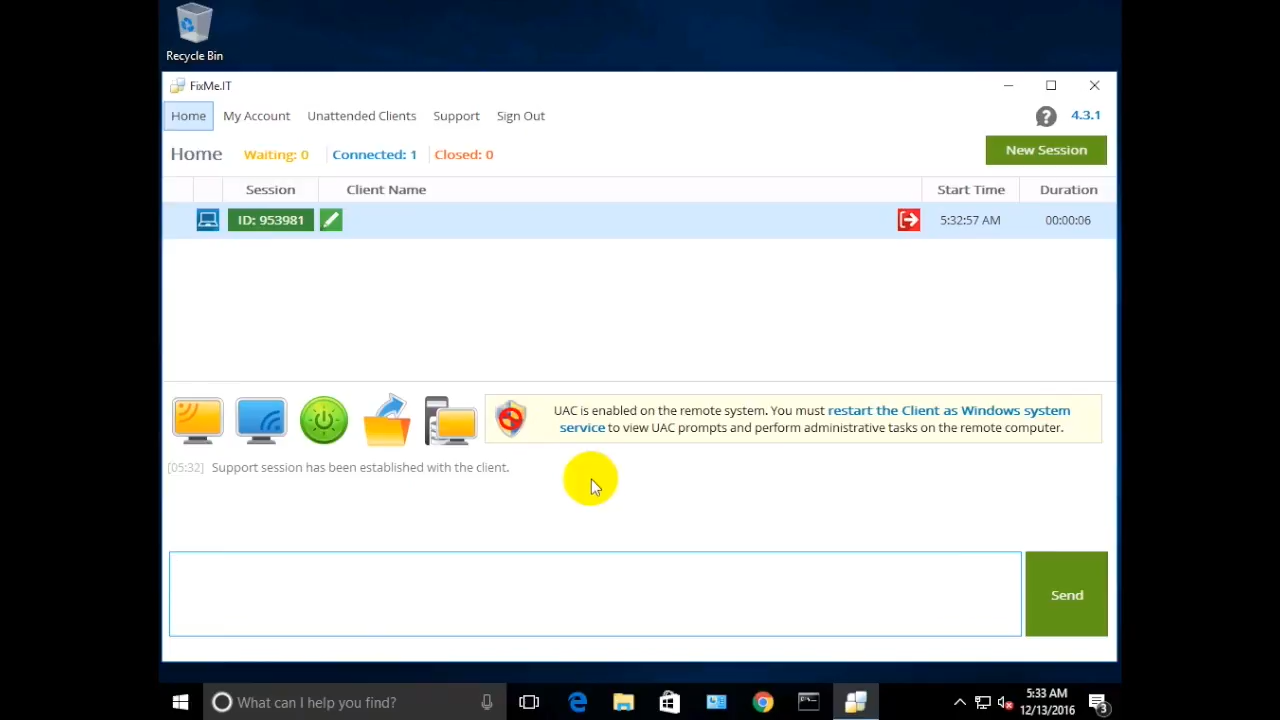 Recycle Bin
FixMe.IT
Home My Account Unattended Clients Support Sign Out 4.3.1
Home Waiting: 0 Connected: 1 Closed: 0 New Session
Session Client Name Start Time Duration
ID: 953981 5:32:57 AM 00:00:06
UAC is enabled on the remote system. You must restart the Client as Windows system
service to view UAC prompts and perform administrative tasks on the remote computer.
[05:32] Support session has been established with the client.
Send
What can I help you find?
5:33 AM
12/13/2016
3